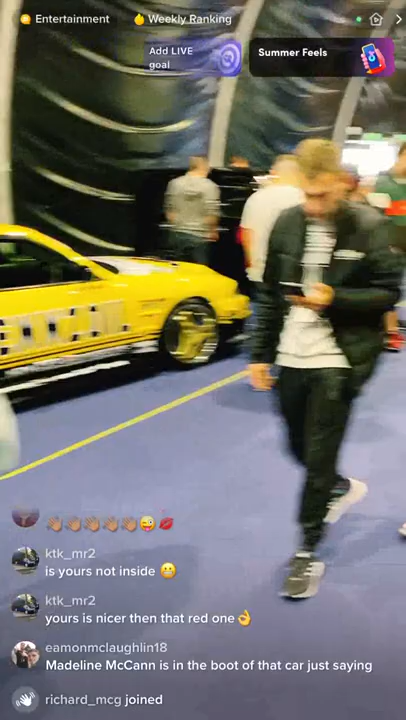 Entertainment
Weekly Ranking
Add LIVE
goal
Summer Feels
ktk_mr2
is yours not inside 😬
ktk_mr2
yours is nicer then that red one👌
eamonmclaughlin18
Madeline McCann is in the boot of that car just saying
richard_mcg joined